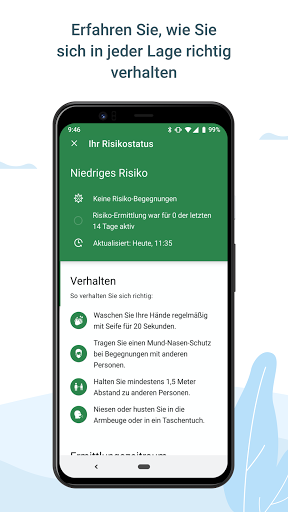 Erfahren Sie, wie Sie
sich in jeder Lage richtig
verhalten
9:46
99%
Ihr Risikostatus
Niedriges Risiko
Keine Risiko-Begegnungen
Risiko-Ermittlung war für 0 der letzten
14 Tage aktiv
Aktualisiert: Heute, 11:35
Verhalten
So verhalten Sie sich richtig:
Waschen Sie Ihre Hände regelmäßig
mit Seife für 20 Sekunden.
Tragen Sie einen Mund-Nasen-Schutz
bei Begegnungen mit anderen
Personen.
Halten Sie mindestens 1,5 Meter
Abstand zu anderen Personen.
Niesen oder husten Sie in die
Armbeuge oder in ein Taschentuch.
Ermittlungszeitraum